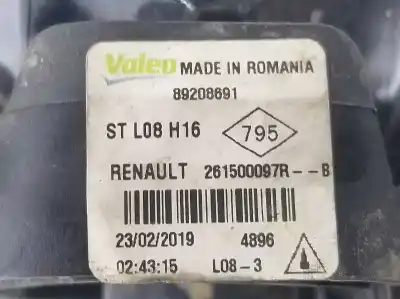 Valeo MADE IN ROMANIA
89208691
ST L08 H16 795
RENAULT 261500097R--B
23/02/2019 4896
02:43:15 L08-3